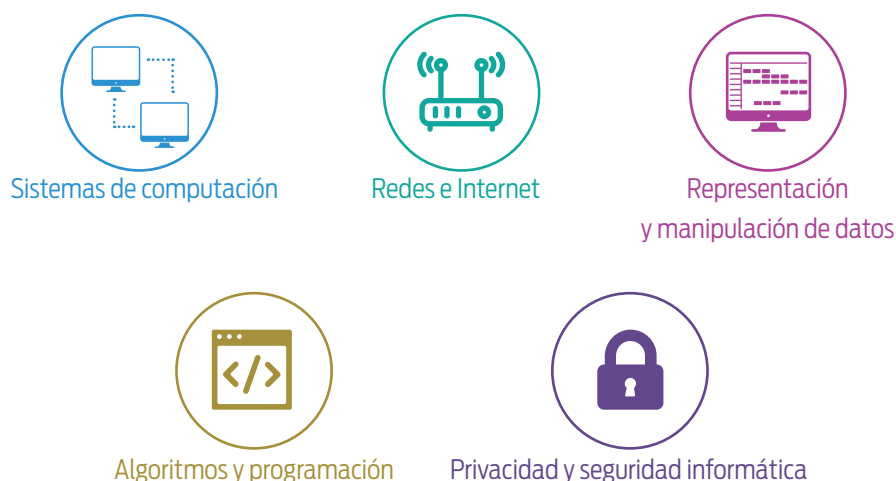 Sistemas de computación
Redes e Internet
Representación
y manipulación de datos
</>
Algoritmos y programación
Privacidad y seguridad informática